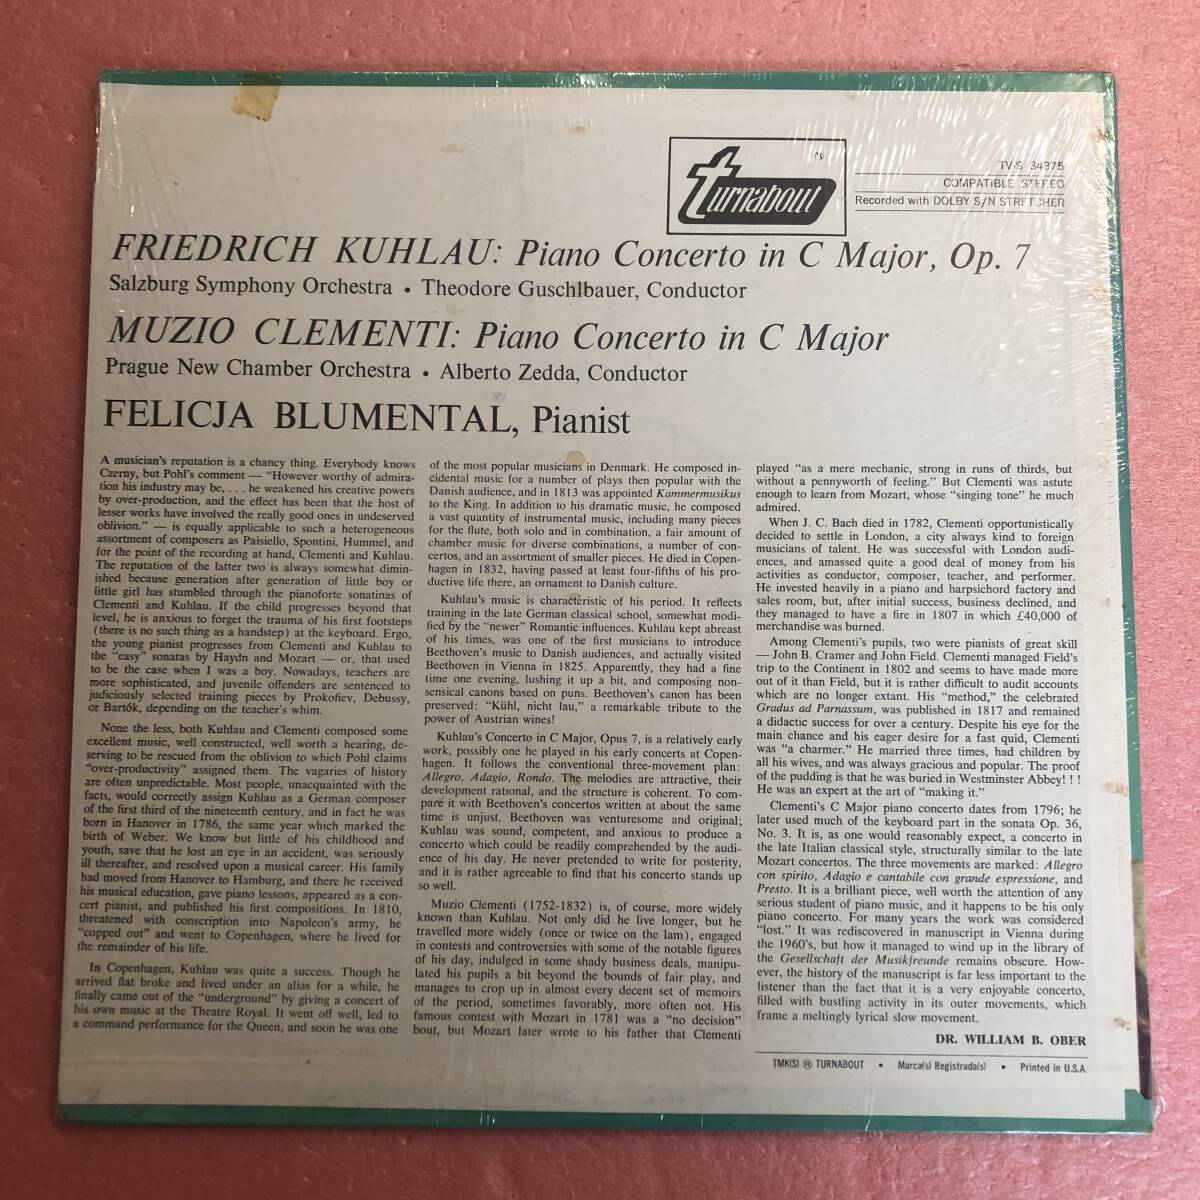 turnabout
TV-S 34375
COMPATIBLE STEREO
Recorded with DOLBY S/N STRETCHER
FRIEDRICH KUHLAU: Piano Concerto in C Major, Op. 7
Salzburg Symphony Orchestra • Theodore Guschlbauer, Conductor
MUZIO CLEMENTI: Piano Concerto in C Major
Prague New Chamber Orchestra • Alberto Zedda, Conductor
FELICJA BLUMENTAL, Pianist
A musician's reputation is a chancy thing. Everybody knows
Czerny, but Pohl's comment — "However worthy of admira-
tion his industry may be, . . . he weakened his creative powers
by over-production, and the effect has been that the host of
lesser works have involved the really good ones in undeserved
oblivion." — is equally applicable to such a heterogeneous
assortment of composers as Paisiello, Spontini, Hummel, and
for the point of the recording at hand, Clementi and Kuhlau.
The reputation of the latter two is always somewhat dimin-
ished because generation after generation of little boy or
little girl has stumbled through the pianoforte sonatinas of
Clementi and Kuhlau. If the child progresses beyond that
level, he is anxious to forget the trauma of his first footsteps
(there is no such thing as a handstep) at the keyboard. Ergo,
the young pianist progresses from Clementi and Kuhlau to
the "easy" sonatas by Haydn and Mozart — or, that used
to be the case when I was a boy. Nowadays, teachers are
more sophisticated, and juvenile offenders are sentenced to
judiciously selected training pieces by Prokofiev, Debussy,
or Bartók, depending on the teacher's whim.
None the less, both Kuhlau and Clementi composed some
excellent music, well constructed, well worth a hearing, de-
serving to be rescued from the oblivion to which Pohl claims
"over-productivity" assigned them. The vagaries of history
are often unpredictable. Most people, unacquainted with the
facts, would correctly assign Kuhlau as a German composer
of the first third of the nineteenth century, and in fact he was
born in Hanover in 1786, the same year which marked the
birth of Weber. We know but little of his childhood and
youth, save that he lost an eye in an accident, was seriously
ill thereafter, and resolved upon a musical career. His family
had moved from Hanover to Hamburg, and there he received
his musical education, gave piano lessons, appeared as a con-
cert pianist, and published his first compositions. In 1810,
threatened with conscription into Napoleon's army, he
"copped out" and went to Copenhagen, where he lived for
the remainder of his life.
In Copenhagen, Kuhlau was quite a success. Though he
arrived flat broke and lived under an alias for a while, he
finally came out of the "underground" by giving a concert of
his own music at the Theatre Royal. It went off well, led to
a command performance for the Queen, and soon he was one
of the most popular musicians in Denmark. He composed in-
cidental music for a number of plays then popular with the
Danish audience, and in 1813 was appointed Kammermusikus
to the King. In addition to his dramatic music, he composed
a vast quantity of instrumental music, including many pieces
for the flute, both solo and in combination, a fair amount of
chamber music for diverse combinations, a number of con-
certos, and an assortment of smaller pieces. He died in Copen-
hagen in 1832, having passed at least four-fifths of his pro-
ductive life there, an ornament to Danish culture.
Kuhlau's music is characteristic of his period. It reflects
training in the late German classical school, somewhat modi-
fied by the "newer" Romantic influences. Kuhlau kept abreast
of his times, was one of the first musicians to introduce
Beethoven's music to Danish audiences, and actually visited
Beethoven in Vienna in 1825. Apparently, they had a fine
time one evening, lushing it up a bit, and composing non-
sensical canons based on puns. Beethoven's canon has been
preserved: "Kühl, nicht lau," a remarkable tribute to the
power of Austrian wines!
Kuhlau's Concerto in C Major, Opus 7, is a relatively early
work, possibly one he played in his early concerts at Copen-
hagen. It follows the conventional three-movement plan:
Allegro, Adagio, Rondo. The melodies are attractive, their
development rational, and the structure is coherent. To com-
pare it with Beethoven's concertos written at about the same
time is unjust. Beethoven was venturesome and original;
Kuhlau was sound, competent, and anxious to produce a
concerto which could be readily comprehended by the audi-
ence of his day. He never pretended to write for posterity,
and it is rather agreeable to find that his concerto stands up
so well.
Muzio Clementi (1752-1832) is, of course, more widely
known than Kuhlau. Not only did he live longer, but he
travelled more widely (once or twice on the lam), engaged
in contests and controversies with some of the notable figures
of his day, indulged in some shady business deals, manipu-
lated his pupils a bit beyond the bounds of fair play, and
manages to crop up in almost every decent set of memoirs
of the period, sometimes favorably, more often not. His
famous contest with Mozart in 1781 was a "no decision"
bout, but Mozart later wrote to his father that Clementi
played "as a mere mechanic, strong in runs of thirds, but
without a pennyworth of feeling." But Clementi was astute
enough to learn from Mozart, whose "singing tone" he much
admired.
When J. C. Bach died in 1782, Clementi opportunistically
decided to settle in London, a city always kind to foreign
musicians of talent. He was successful with London audi-
ences, and amassed quite a good deal of money from his
activities as conductor, composer, teacher, and performer.
He invested heavily in a piano and harpsichord factory and
sales room, but, after initial success, business declined, and
they managed to have a fire in 1807 in which £40,000 of
merchandise was burned.
Among Clementi's pupils, two were pianists of great skill
— John B. Cramer and John Field. Clementi managed Field's
trip to the Continent in 1802 and seems to have made more
out of it than Field, but it is rather difficult to audit accounts
which are no longer extant. His "method," the celebrated
Gradus ad Parnassum, was published in 1817 and remained
a didactic success for over a century. Despite his eye for the
main chance and his eager desire for a fast quid, Clementi
was "a charmer." He married three times, had children by
all his wives, and was always gracious and popular. The proof
of the pudding is that he was buried in Westminster Abbey! ! !
He was an expert at the art of "making it."
Clementi's C Major piano concerto dates from 1796; he
later used much of the keyboard part in the sonata Op. 36,
No. 3. It is, as one would reasonably expect, a concerto in
the late Italian classical style, structurally similar to the late
Mozart concertos. The three movements are marked: Allegro
con spirito, Adagio e cantabile con grande espressione, and
Presto. It is a brilliant piece, well worth the attention of any
serious student of piano music, and it happens to be his only
piano concerto. For many years the work was considered
"lost." It was rediscovered in manuscript in Vienna during
the 1960's, but how it managed to wind up in the library of
the Gesellschaft der Musikfreunde remains obscure. How-
ever, the history of the manuscript is far less important to the
listener than the fact that it is a very enjoyable concerto,
filled with bustling activity in its outer movements, which
frame a meltingly lyrical slow movement.
DR. WILLIAM B. OBER
TMK(S) ® TURNABOUT • Marca(s) Registrada(s) • Printed in U.S.A.